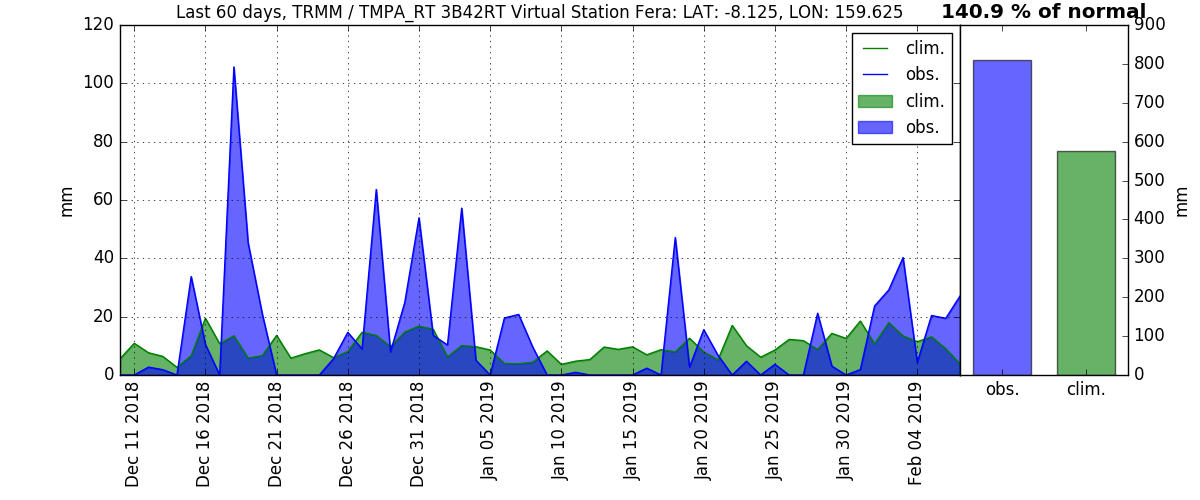 Last 60 days, TRMM / TMPA_RT 3B42RT Virtual Station Fera: LAT: -8.125, LON: 159.625
140.9 % of normal
120
100
80
60
40
20
0
mm
clim.
obs.
clim.
obs.
900
800
700
600
500
400
300
200
100
0
mm
Dec 11 2018
Dec 16 2018
Dec 21 2018
Dec 26 2018
Dec 31 2018
Jan 05 2019
Jan 10 2019
Jan 15 2019
Jan 20 2019
Jan 25 2019
Jan 30 2019
Feb 04 2019
obs.
clim.